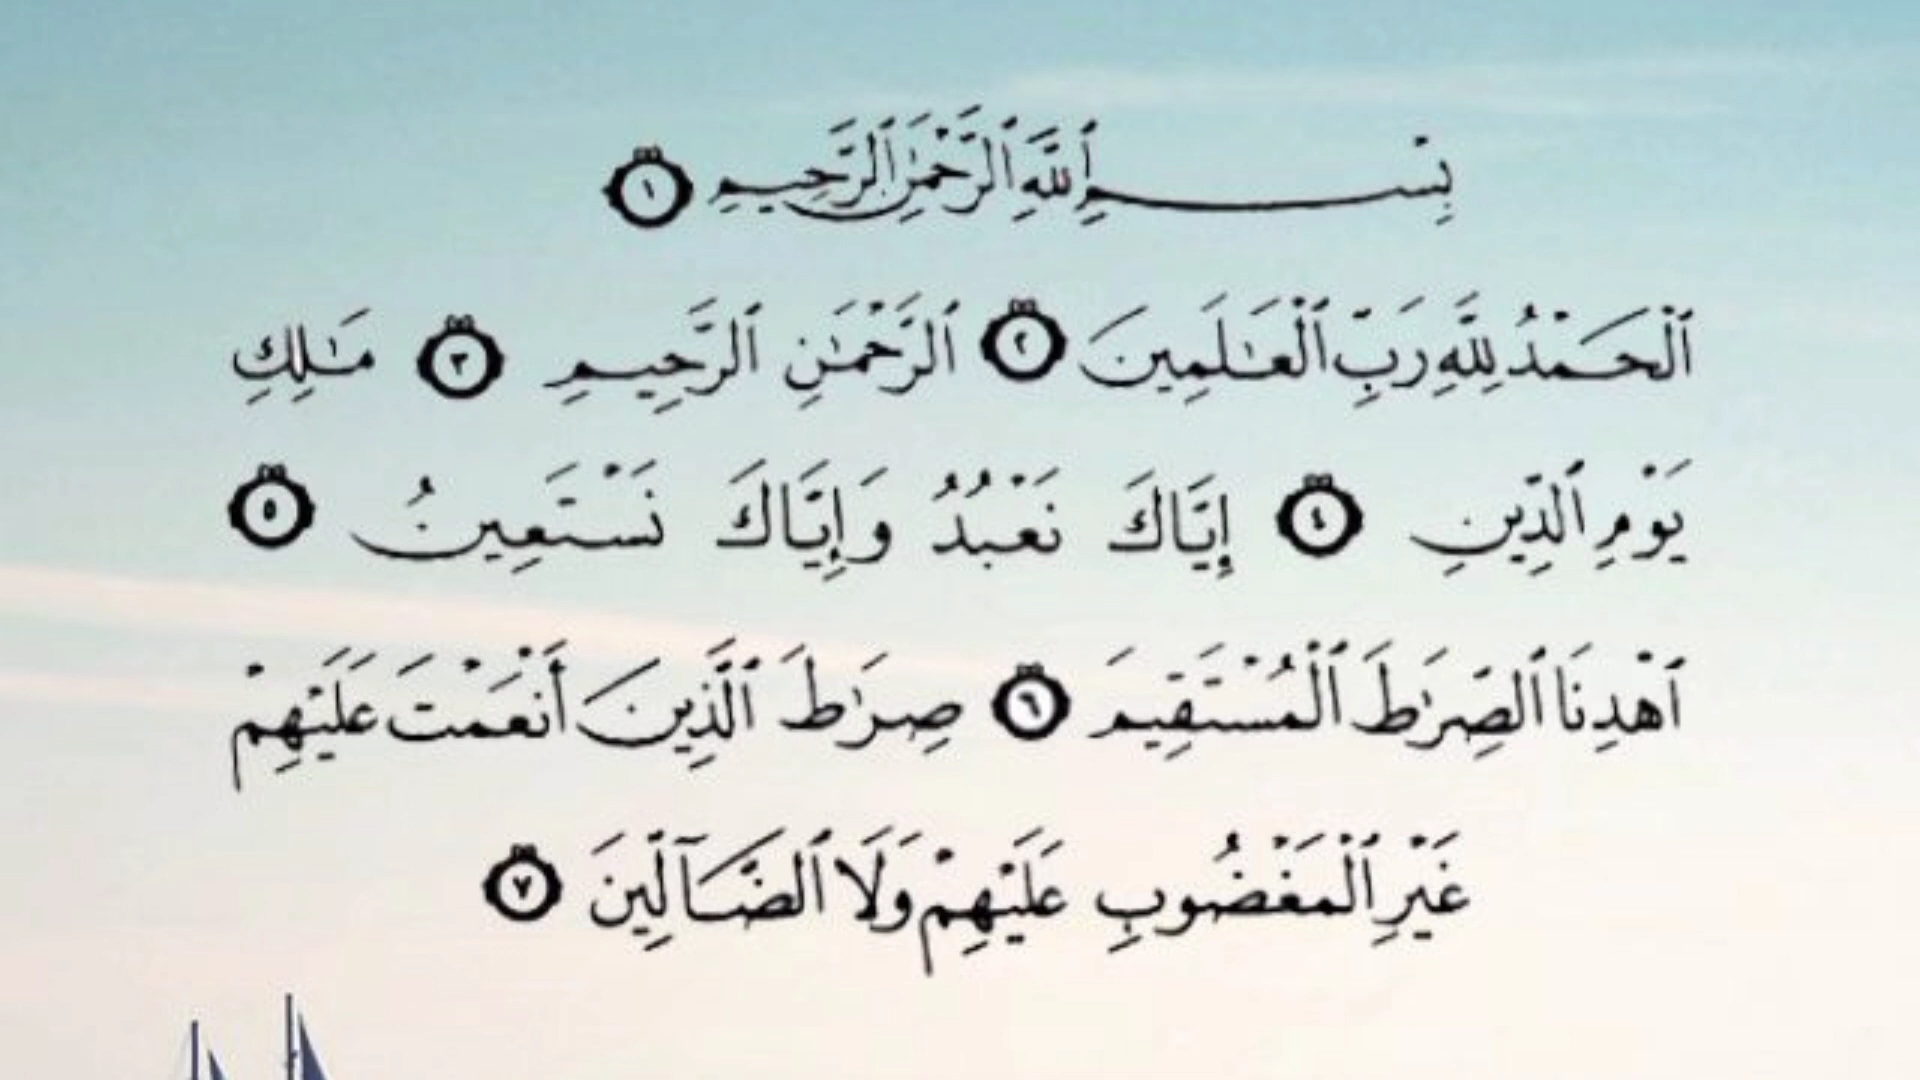 بِسْمِ ٱللَّهِ ٱلرَّحْمَٰنِ ٱلرَّحِيمِ ١
ٱلْحَمْدُ لِلَّهِ رَبِّ ٱلْعَٰلَمِينَ ٢ ٱلرَّحْمَٰنِ ٱلرَّحِيمِ ٣ مَٰلِكِ
يَوْمِ ٱلدِّينِ ٤ إِيَّاكَ نَعْبُدُ وَإِيَّاكَ نَسْتَعِينُ ٥
ٱهْدِنَا ٱلصِّرَٰطَ ٱلْمُسْتَقِيمَ ٦ صِرَٰطَ ٱلَّذِينَ أَنْعَمْتَ عَلَيْهِمْ
غَيْرِ ٱلْمَغْضُوبِ عَلَيْهِمْ وَلَا ٱلضَّآلِّينَ ٧